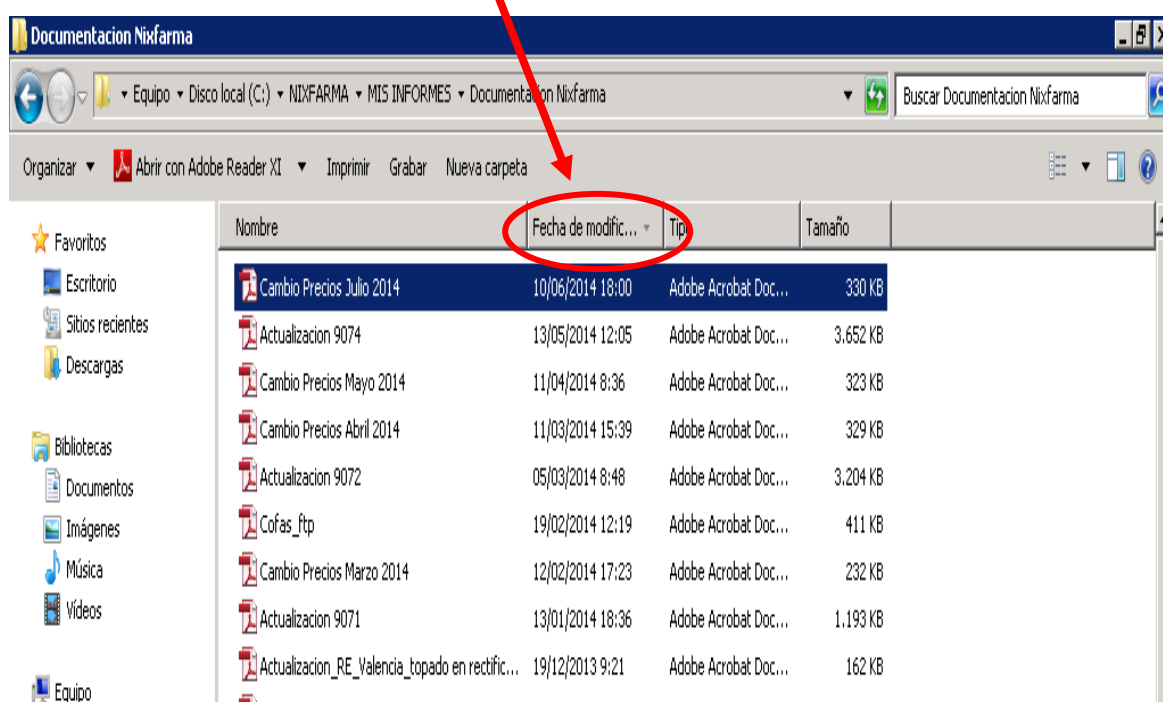 Documentacion Nixfarma
Equipo Disco local (C:) NIXFARMA MIS INFORMES Documentacion Nixfarma Buscar Documentacion Nixfarma
Organizar Abrir con Adobe Reader XI Imprimir Grabar Nueva carpeta
Favoritos
Escritorio
Sitios recientes
Descargas
Bibliotecas
Documentos
Imágenes
Música
Vídeos
Equipo
Nombre Fecha de modific... Tipo Tamaño
Cambio Precios Julio 2014 10/06/2014 18:00 Adobe Acrobat Doc... 330 KB
Actualizacion 9074 13/05/2014 12:05 Adobe Acrobat Doc... 3.652 KB
Cambio Precios Mayo 2014 11/04/2014 8:36 Adobe Acrobat Doc... 323 KB
Cambio Precios Abril 2014 11/03/2014 15:39 Adobe Acrobat Doc... 329 KB
Actualizacion 9072 05/03/2014 8:48 Adobe Acrobat Doc... 3.204 KB
Cofas_ftp 19/02/2014 12:19 Adobe Acrobat Doc... 411 KB
Cambio Precios Marzo 2014 12/02/2014 17:23 Adobe Acrobat Doc... 232 KB
Actualizacion 9071 13/01/2014 18:36 Adobe Acrobat Doc... 1.193 KB
Actualizacion_RE_Valencia_topado en rectific... 19/12/2013 9:21 Adobe Acrobat Doc... 162 KB